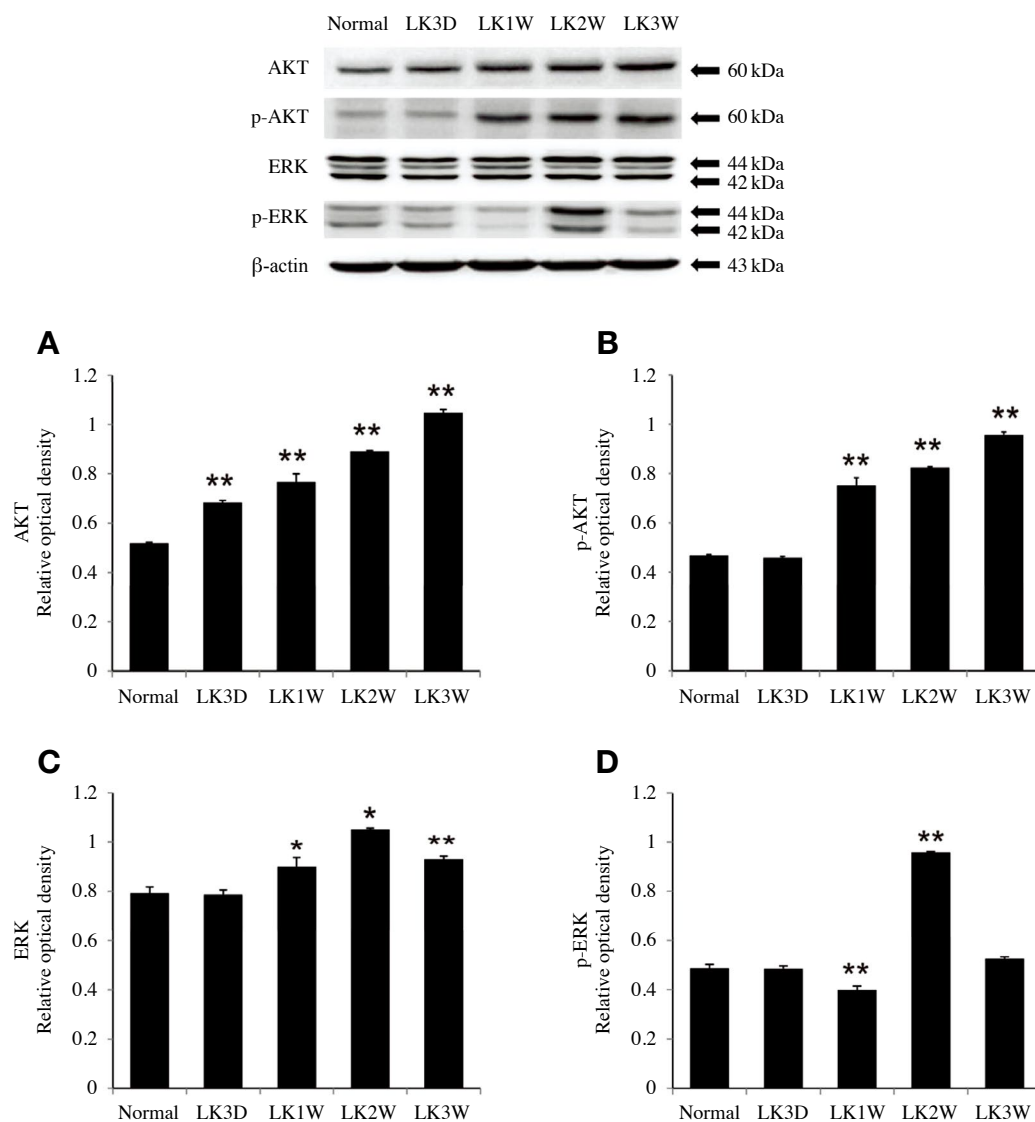 Normal LK3D LK1W LK2W LK3W
AKT 60 kDa
p-AKT 60 kDa
ERK 44 kDa
42 kDa
p-ERK 44 kDa
42 kDa
β-actin 43 kDa
A
AKT
Relative optical density
1.2
1
0.8
0.6
0.4
0.2
0
** ** ** **
Normal LK3D LK1W LK2W LK3W
B
p-AKT
Relative optical density
1.2
1
0.8
0.6
0.4
0.2
0
** ** **
Normal LK3D LK1W LK2W LK3W
C
ERK
Relative optical density
1.2
1
0.8
0.6
0.4
0.2
0
* * **
Normal LK3D LK1W LK2W LK3W
D
p-ERK
Relative optical density
1.2
1
0.8
0.6
0.4
0.2
0
** **
Normal LK3D LK1W LK2W LK3W